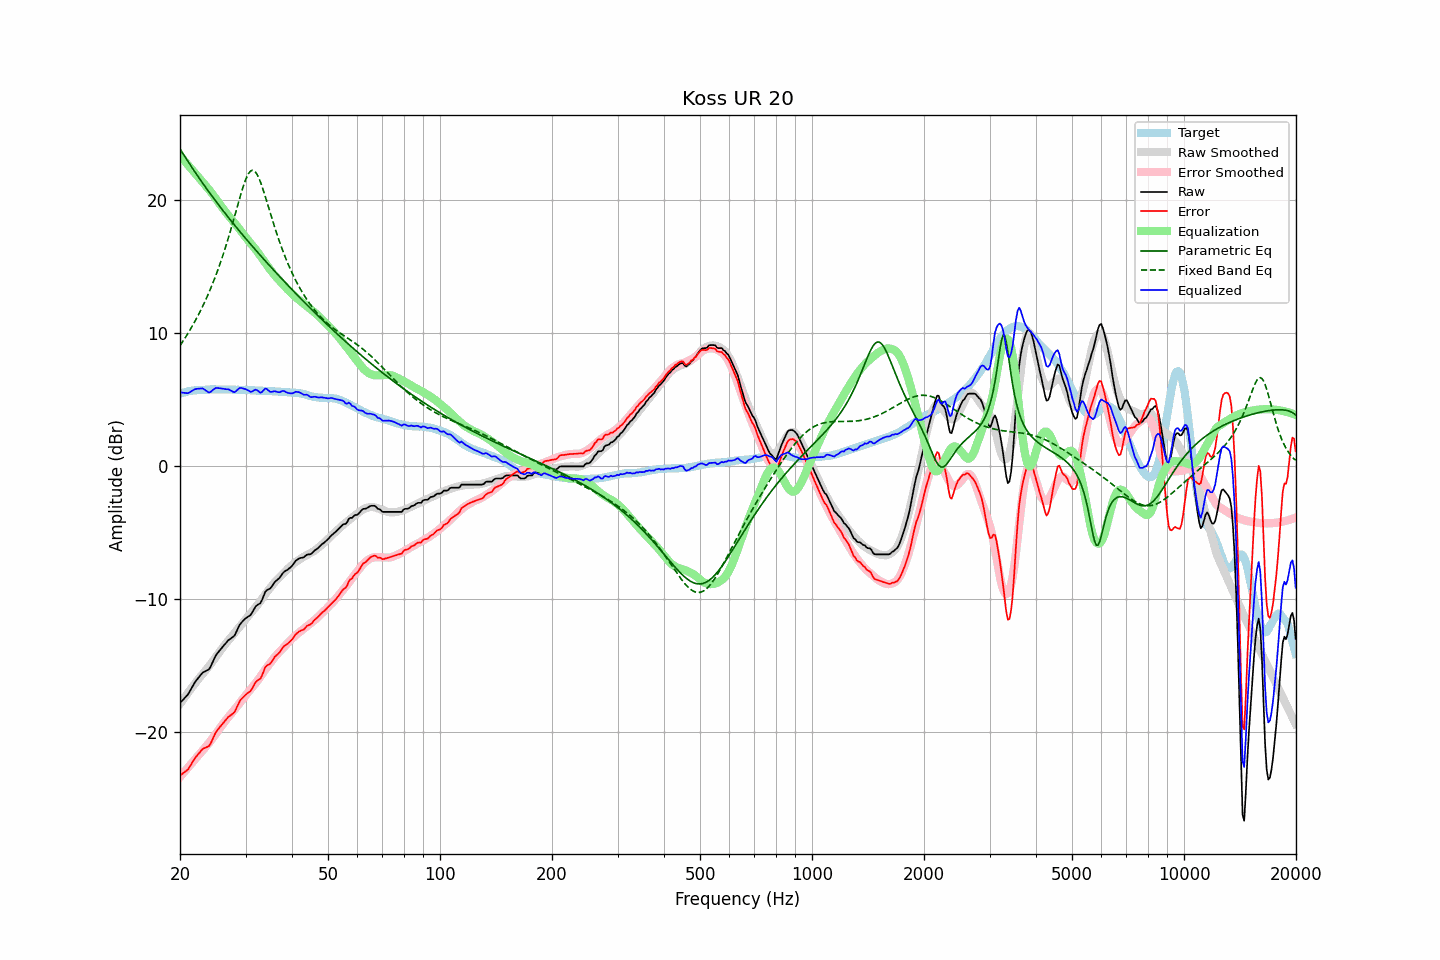 Koss UR 20
Target
Raw Smoothed
Error Smoothed
Raw
Error
Equalization
Parametric Eq
Fixed Band Eq
Equalized
Amplitude (dBr)
20
10
0
−10
−20
20 50 100 200 500 1000 2000 5000 10000 20000
Frequency (Hz)